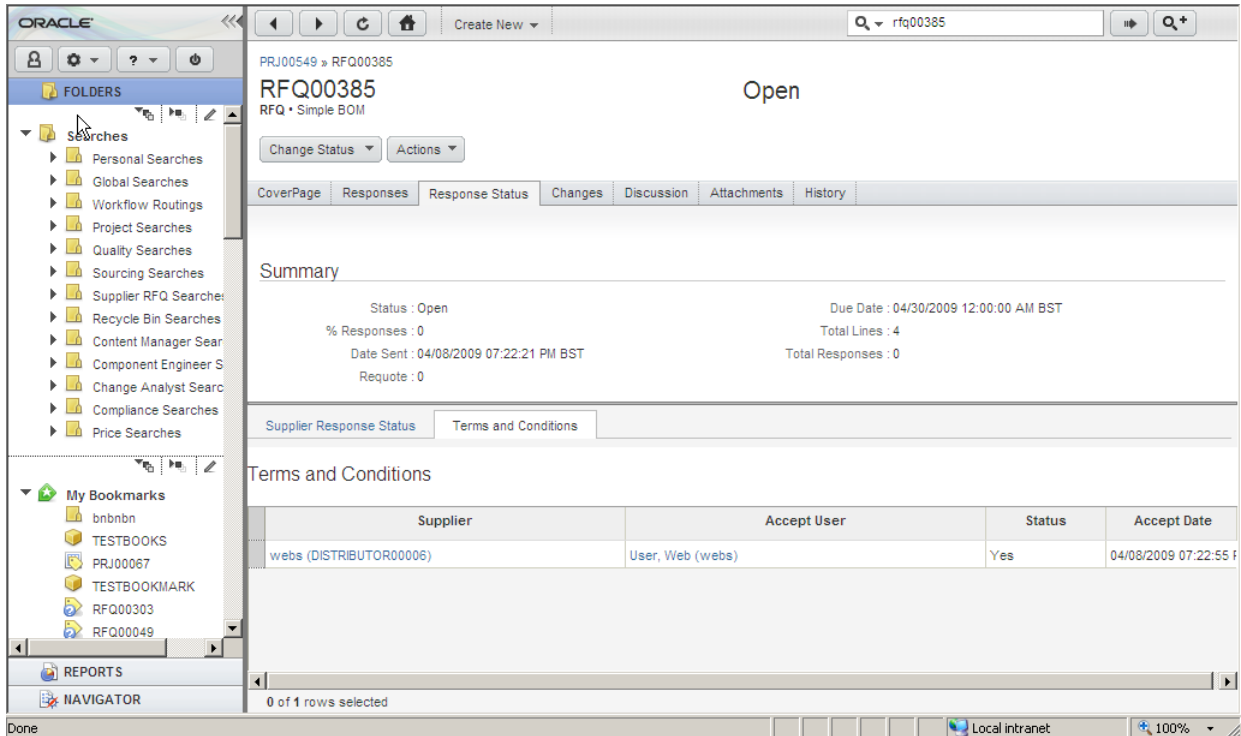 ORACLE
Create New
rfq00385
?
FOLDERS
Searches
Personal Searches
Global Searches
Workflow Routings
Project Searches
Quality Searches
Sourcing Searches
Supplier RFQ Searches
Recycle Bin Searches
Content Manager Sear
Component Engineer S
Change Analyst Searc
Compliance Searches
Price Searches
My Bookmarks
bnbnbn
TESTBOOKS
PRJ00067
TESTBOOKMARK
RFQ00303
RFQ00049
REPORTS
NAVIGATOR
PRJ00549 » RFQ00385
RFQ00385 Open
RFQ • Simple BOM
Change Status Actions
CoverPage Responses Response Status Changes Discussion Attachments History
Summary
Status : Open Due Date : 04/30/2009 12:00:00 AM BST
% Responses : 0 Total Lines : 4
Date Sent : 04/08/2009 07:22:21 PM BST Total Responses : 0
Requote : 0
Supplier Response Status Terms and Conditions
Terms and Conditions
Supplier Accept User Status Accept Date
webs (DISTRIBUTOR00006) User, Web (webs) Yes 04/08/2009 07:22:55
0 of 1 rows selected
Done Local intranet 100%